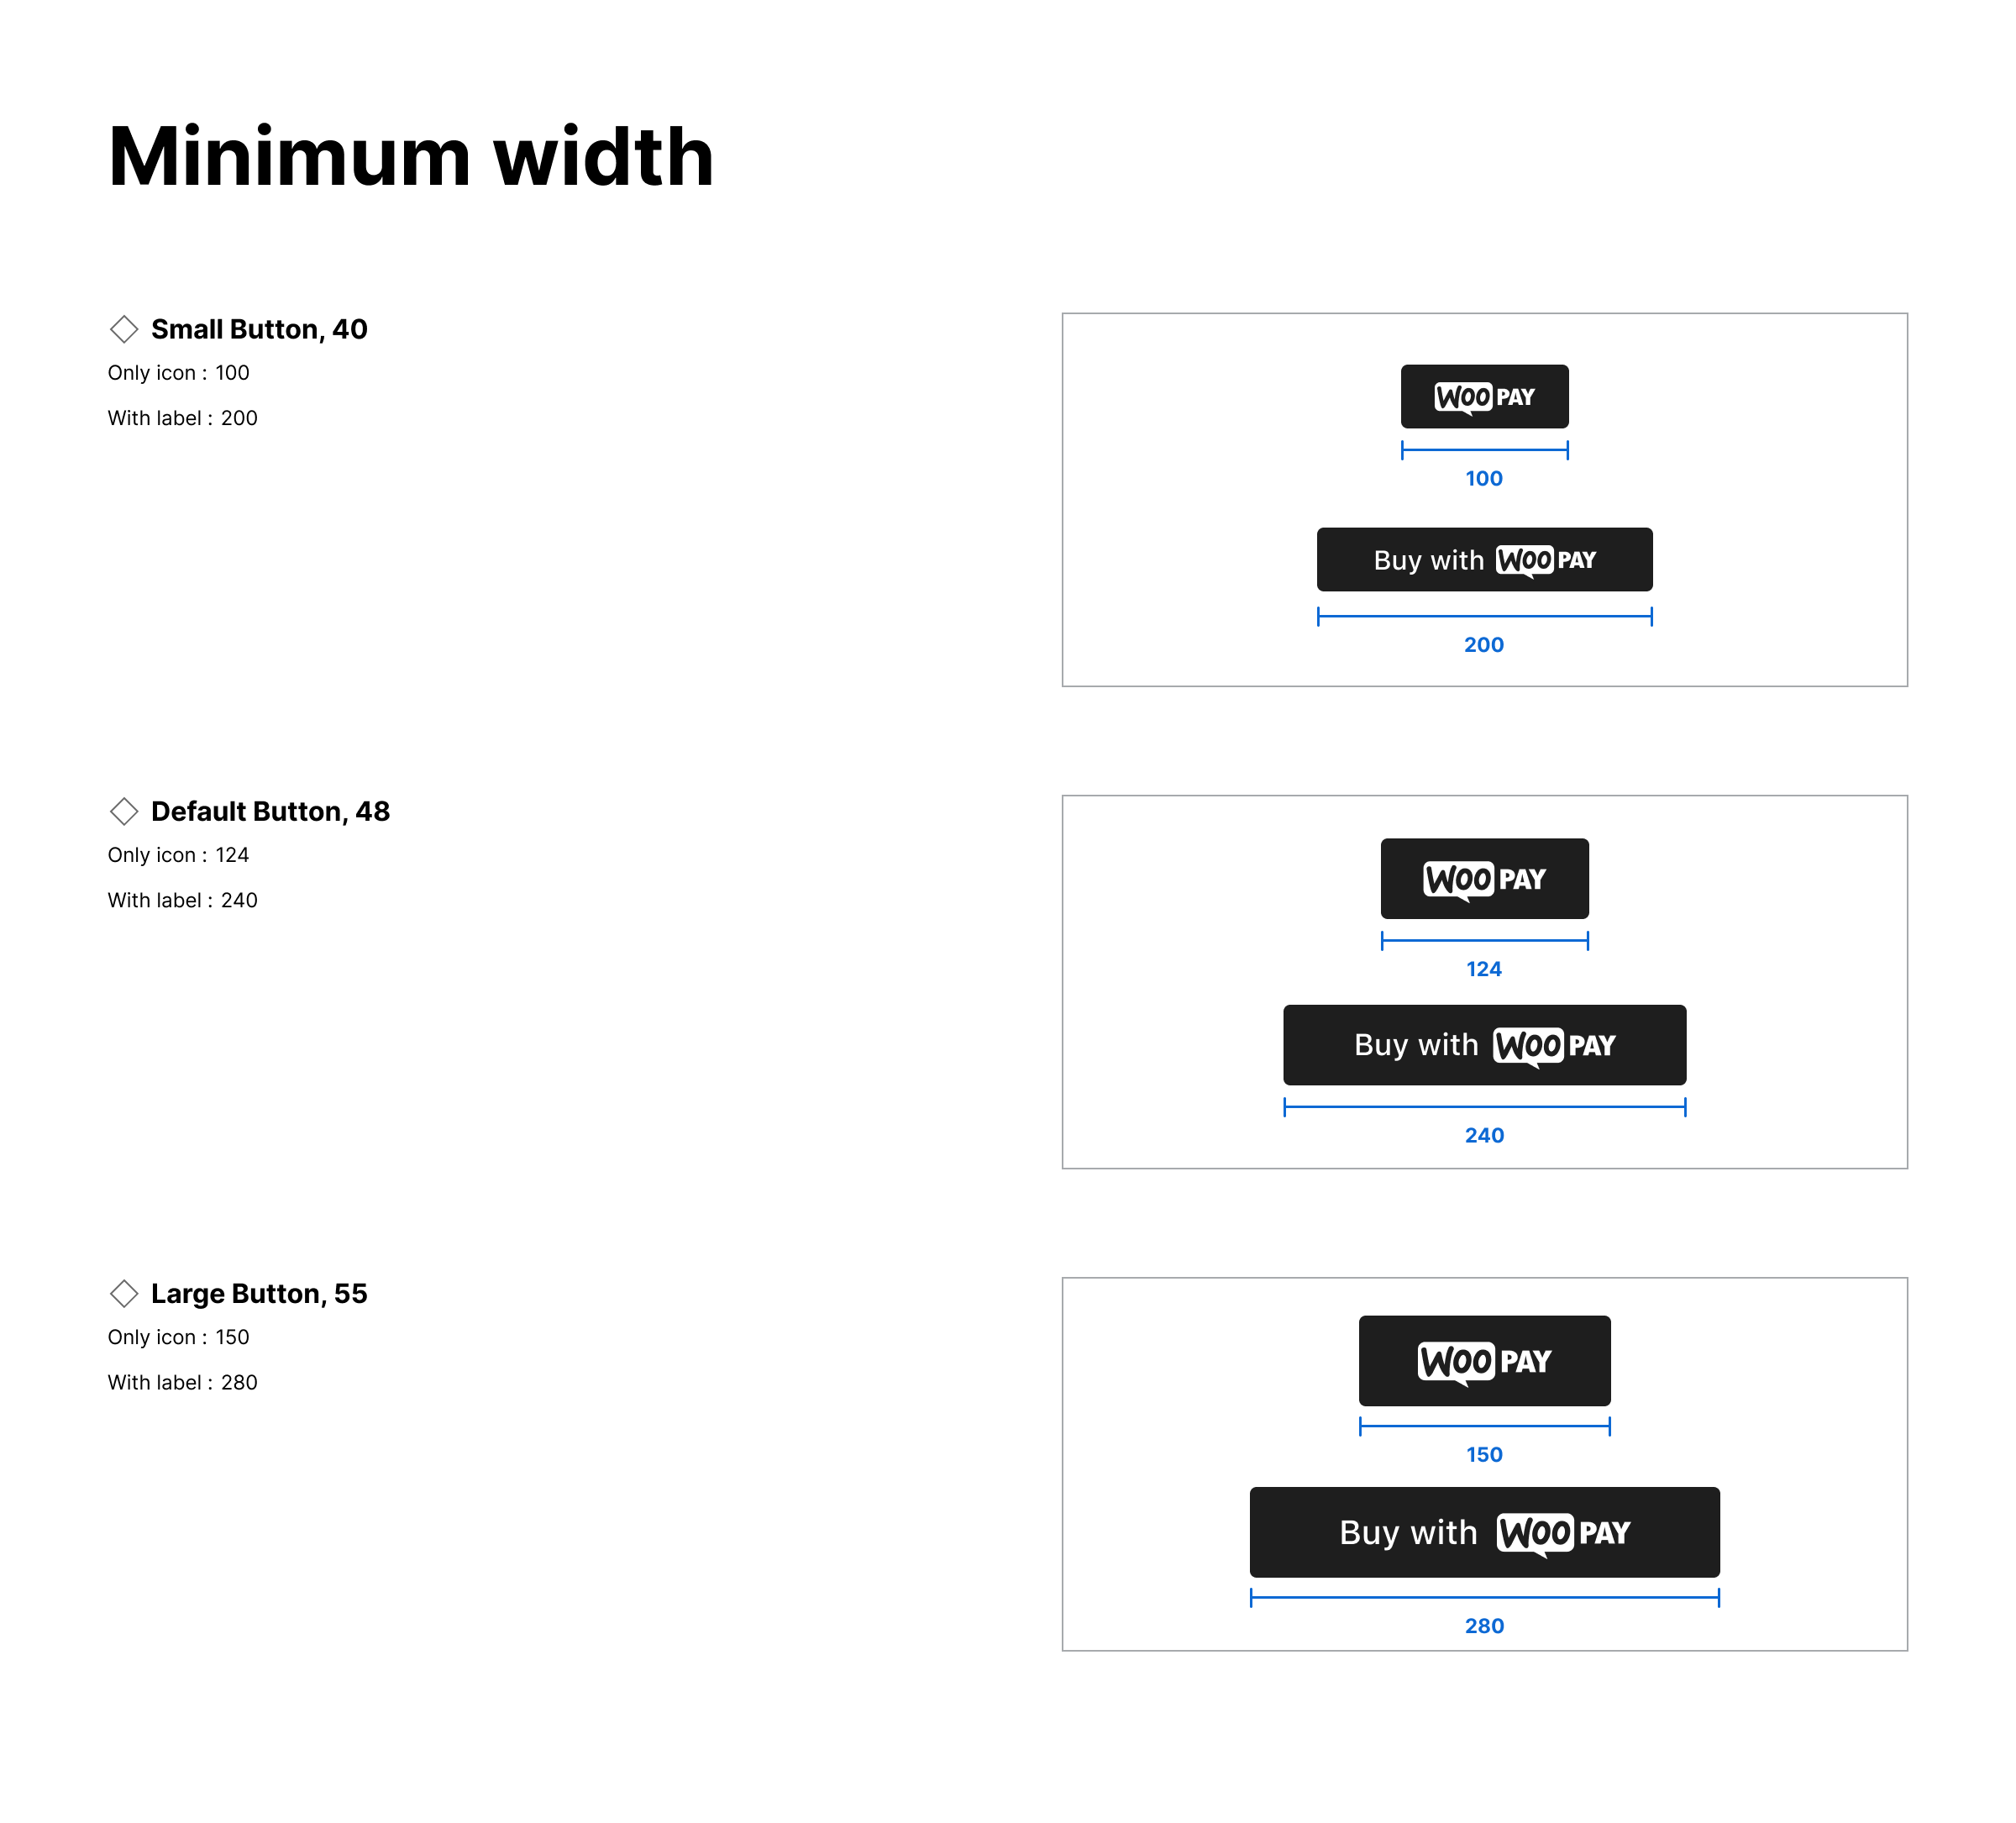 Minimum width
Small Button, 40
Only icon : 100
With label : 200
WOO PAY
100
Buy with WOO PAY
200
Default Button, 48
Only icon : 124
With label : 240
WOO PAY
124
Buy with WOO PAY
240
Large Button, 55
Only icon : 150
With label : 280
WOO PAY
150
Buy with WOO PAY
280